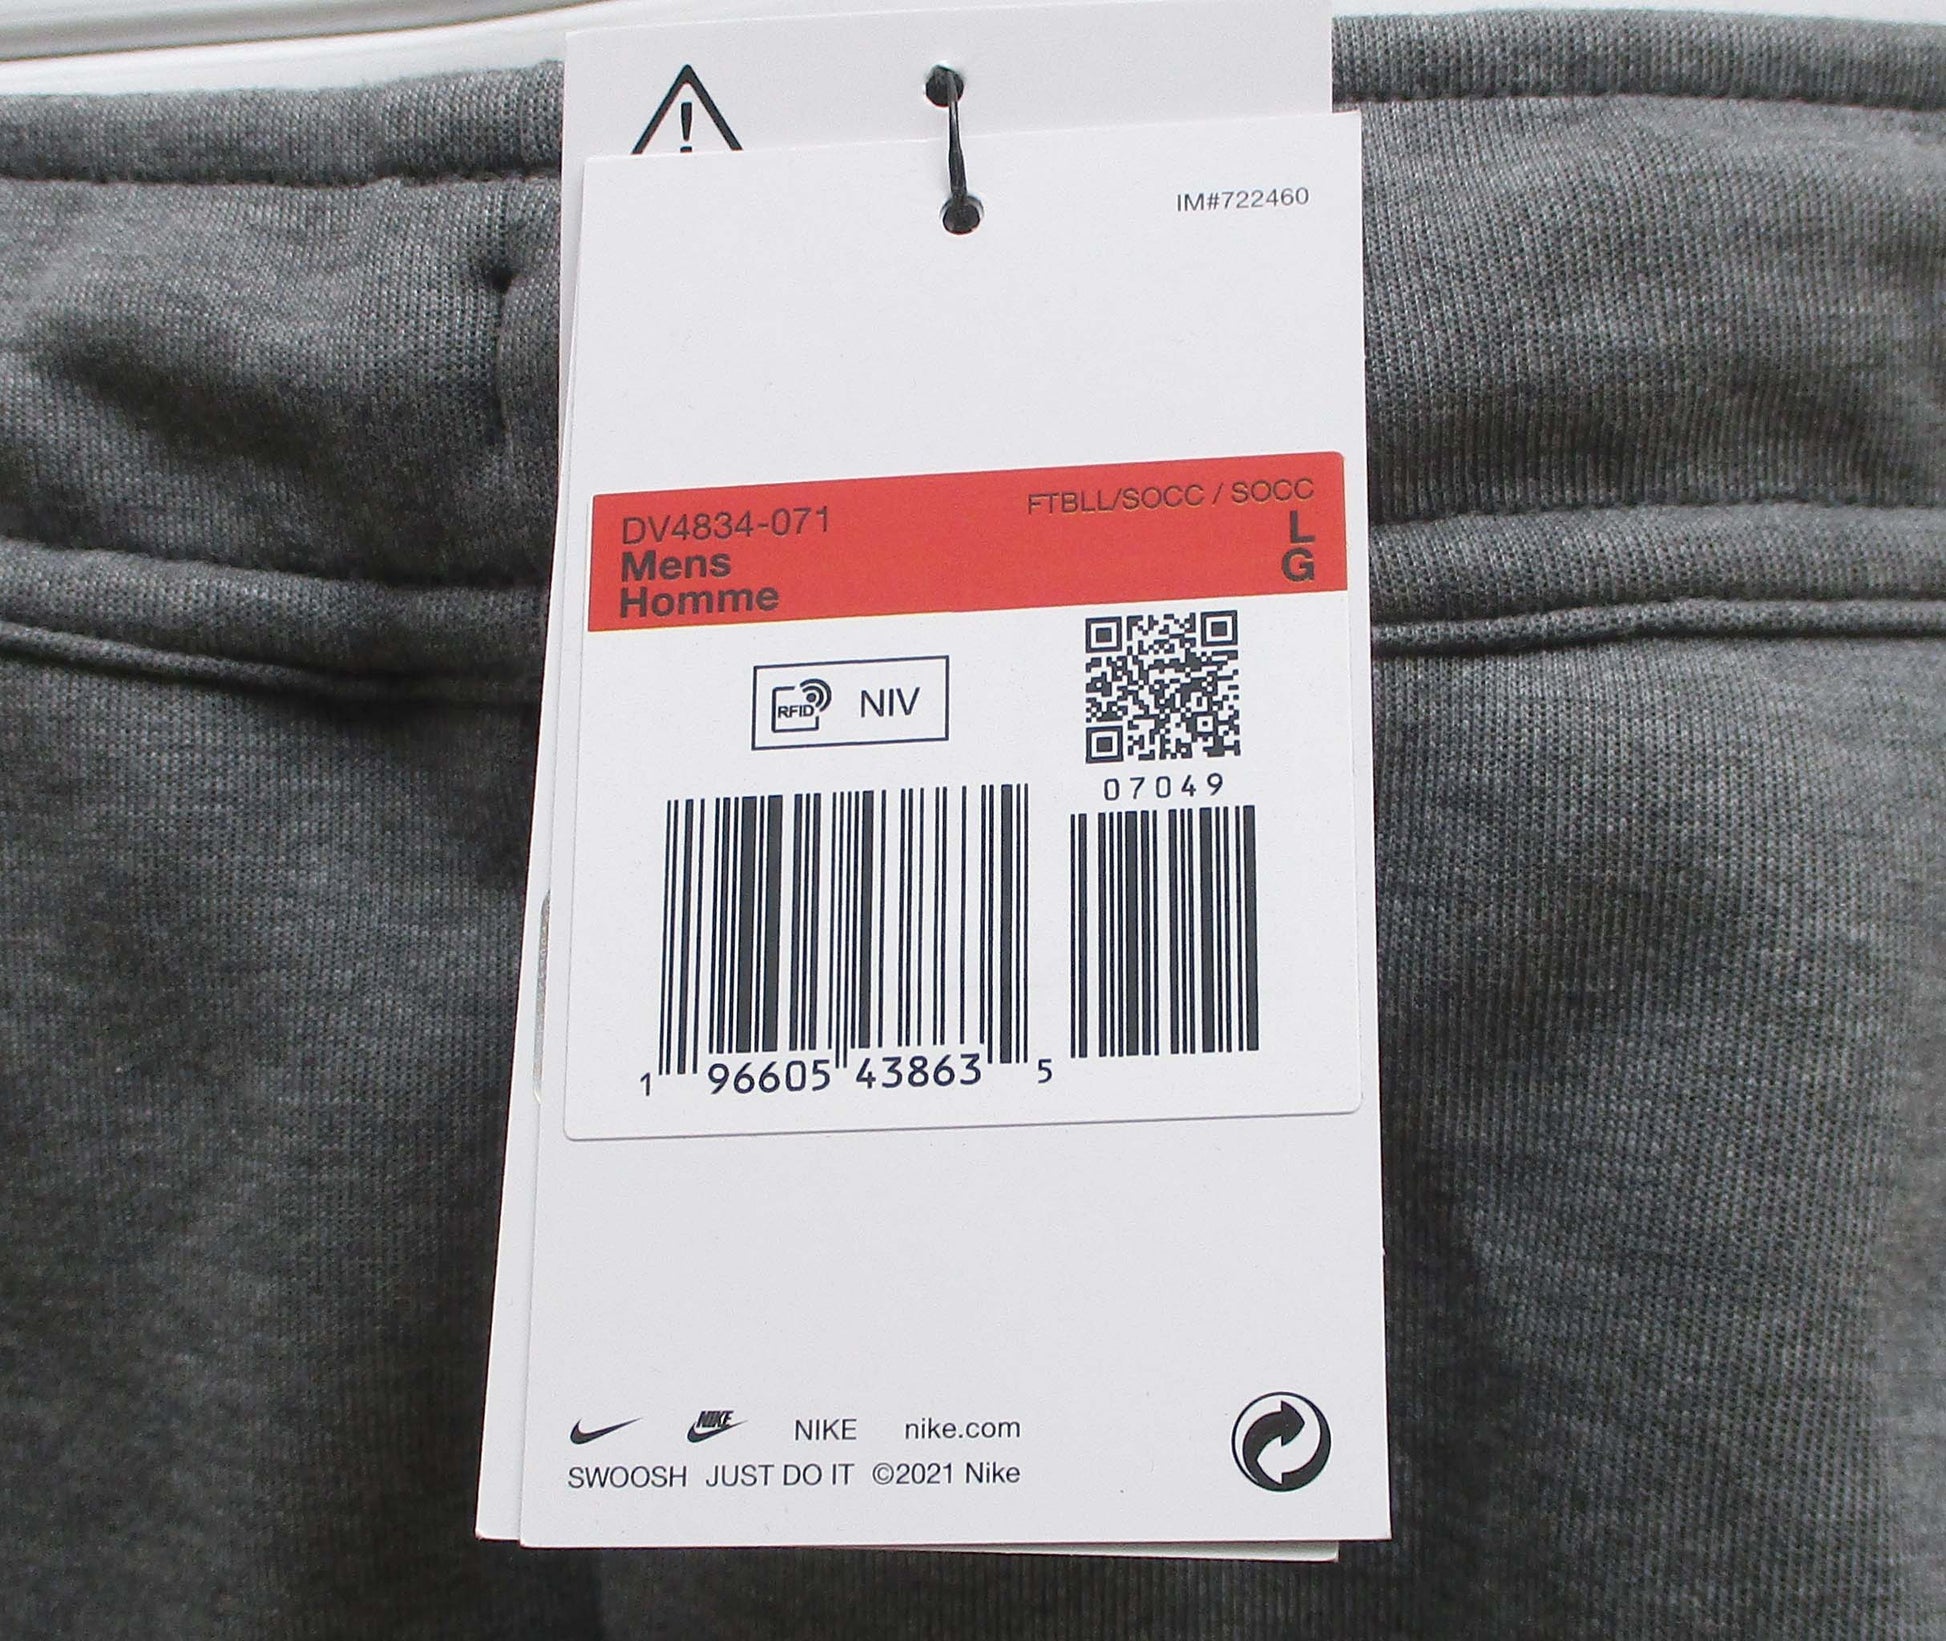 IM#722460
DV4834-071 FTBLL/SOCC / SOCC
Mens L
Homme G
RFID NIV
07049
1 96605 43863 5
NIKE NIKE nike.com
SWOOSH JUST DO IT ©2021 Nike